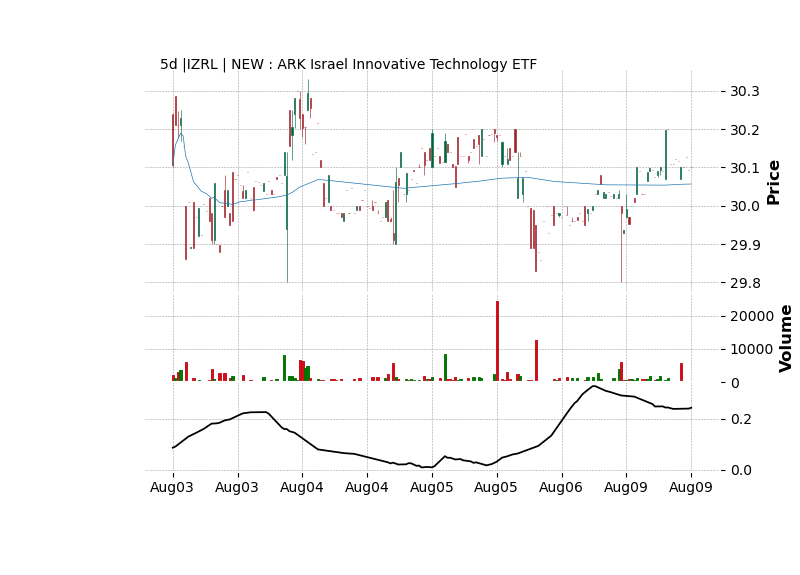 5d |IZRL | NEW : ARK Israel Innovative Technology ETF
30.3
30.2
30.1
30.0
29.9
29.8
Price
20000
10000
0
Volume
0.2
0.0
Aug03 Aug03 Aug04 Aug04 Aug05 Aug05 Aug06 Aug09 Aug09